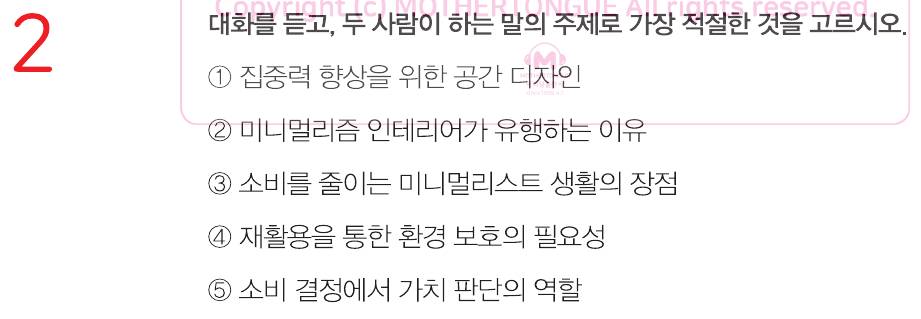 Copyright (c) MOTHERTONGUE All rights reserved
2
대화를 듣고, 두 사람이 하는 말의 주제로 가장 적절한 것을 고르시오.
① 집중력 향상을 위한 공간 디자인
② 미니멀리즘 인테리어가 유행하는 이유
③ 소비를 줄이는 미니멀리스트 생활의 장점
④ 재활용을 통한 환경 보호의 필요성
⑤ 소비 결정에서 가치 판단의 역할